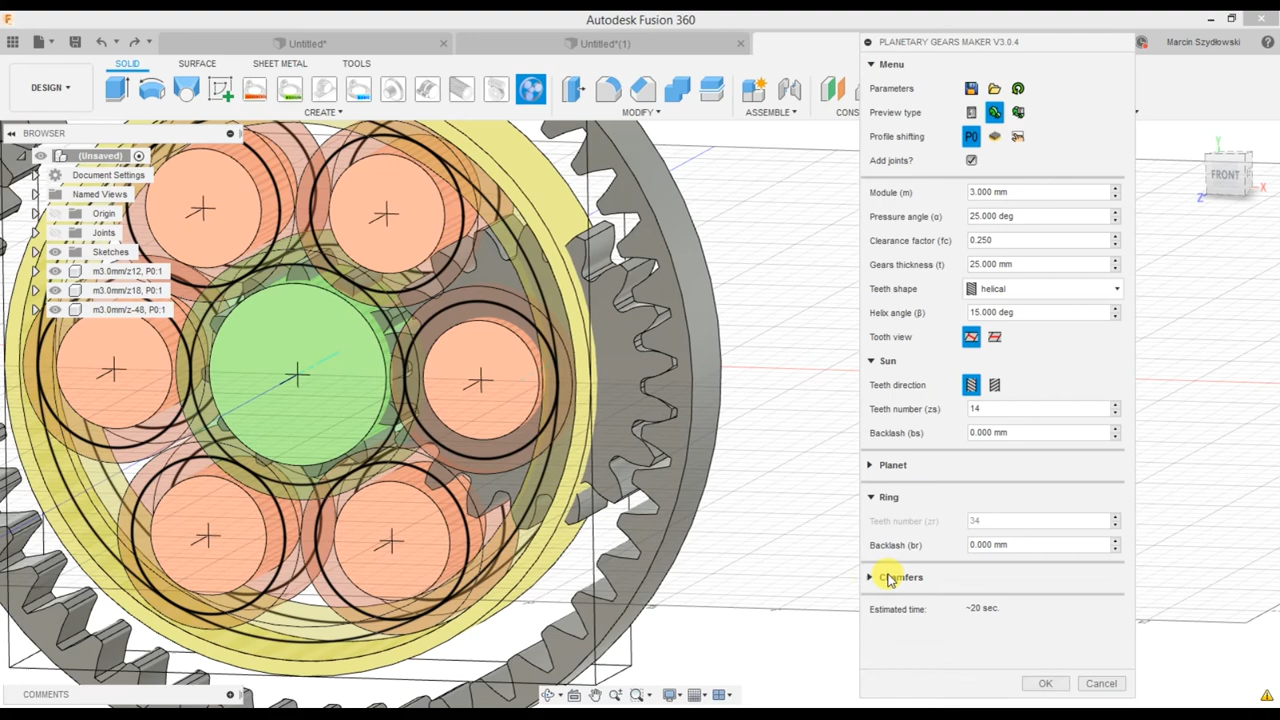 Autodesk Fusion 360
Untitled*
Untitled*(1)
PLANETARY GEARS MAKER V3.0.4
Marcin Szydłowski
SOLID
SURFACE
SHEET METAL
TOOLS
DESIGN
CREATE
MODIFY
ASSEMBLE
CONS
BROWSER
(Unsaved)
Document Settings
Named Views
Origin
Joints
Sketches
m3.0mm/z12, P0:1
m3.0mm/z18, P0:1
m3.0mm/z-48, P0:1
Menu
Parameters
Preview type
Profile shifting
P0
Add joints?
Module (m)
3.000 mm
Pressure angle (α)
25.000 deg
Clearance factor (fc)
0.250
Gears thickness (t)
25.000 mm
Teeth shape
helical
Helix angle (β)
15.000 deg
Tooth view
Sun
Teeth direction
Teeth number (zs)
14
Backlash (bs)
0.000 mm
Planet
Ring
Teeth number (zr)
34
Backlash (br)
0.000 mm
Chamfers
Estimated time:
~20 sec.
OK
Cancel
FRONT
Y
X
Z
COMMENTS